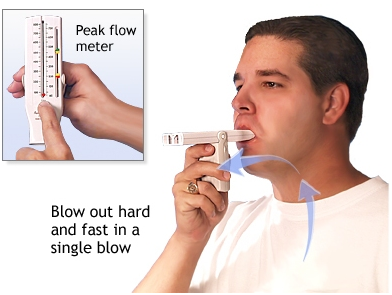 Peak flow
meter
Blow out hard
and fast in a
single blow